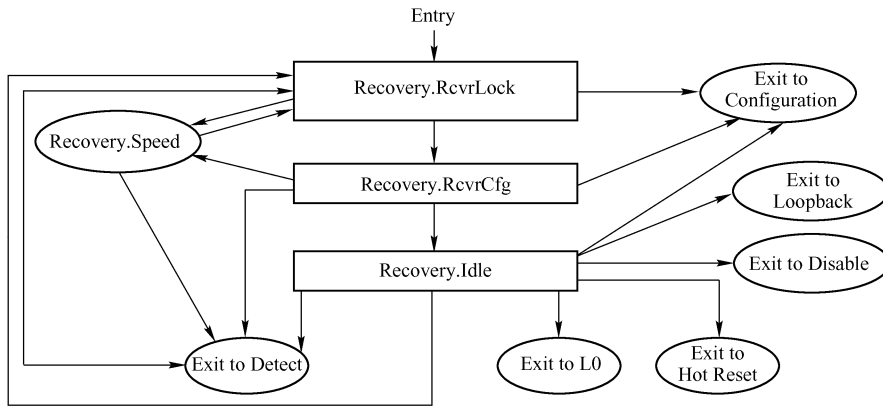 Entry
Recovery.RcvrLock
Exit to
Configuration
Recovery.Speed
Recovery.RcvrCfg
Exit to
Loopback
Recovery.Idle
Exit to Disable
Exit to Detect
Exit to L0
Exit to
Hot Reset